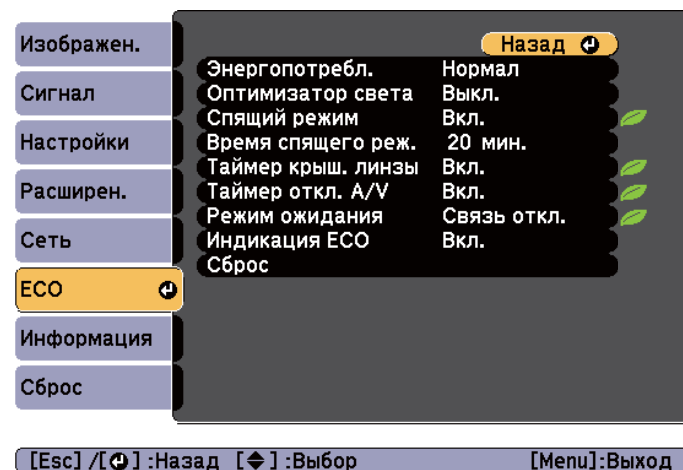 Изображен.
Сигнал
Настройки
Расширен.
Сеть
ECO
Информация
Сброс
Назад
Энергопотребл. Нормал
Оптимизатор света Выкл.
Спящий режим Вкл.
Время спящего реж. 20 мин.
Таймер крыш. линзы Вкл.
Таймер откл. A/V Вкл.
Режим ожидания Связь откл.
Индикация ECO Вкл.
Сброс
[Esc] /[⏎] :Назад [◆] :Выбор [Menu]:Выход